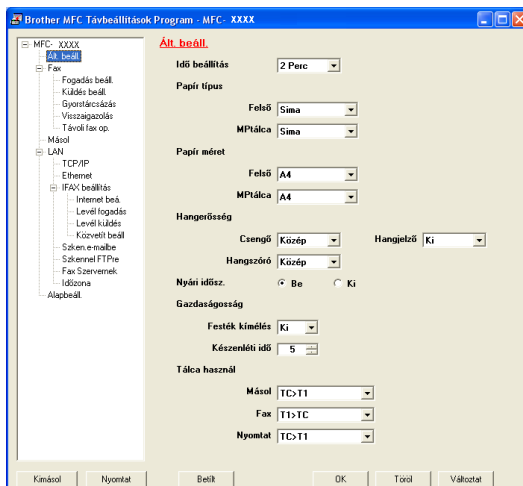 Brother MFC Távbeállítások Program - MFC- XXXX
MFC- XXXX
Ált. beáll.
Fax
Fogadás beáll.
Küldés beáll.
Gyorstárcsázás
Visszaigazolás
Távoli fax op.
Másol
LAN
TCP/IP
Ethernet
IFAX beállítás
Internet beá.
Levél fogadás
Levél küldés
Közvetít beáll
Szken.e-mailbe
Szkennel FTPre
Fax Szervernek
Időzona
Alapbeáll.
Ált. beáll.
Idő beállítás 2 Perc
Papír típus
Felső Sima
MPtálca Sima
Papír méret
Felső A4
MPtálca A4
Hangerősség
Csengő Közép Hangjelző Ki
Hangszóró Közép
Nyári idősz. Be Ki
Gazdaságosság
Festék kímélés Ki
Készenléti idő 5
Tálca használ
Másol TC>T1
Fax T1>TC
Nyomtat TC>T1
Kimásol Nyomtat Betilt OK Töröl Változtat